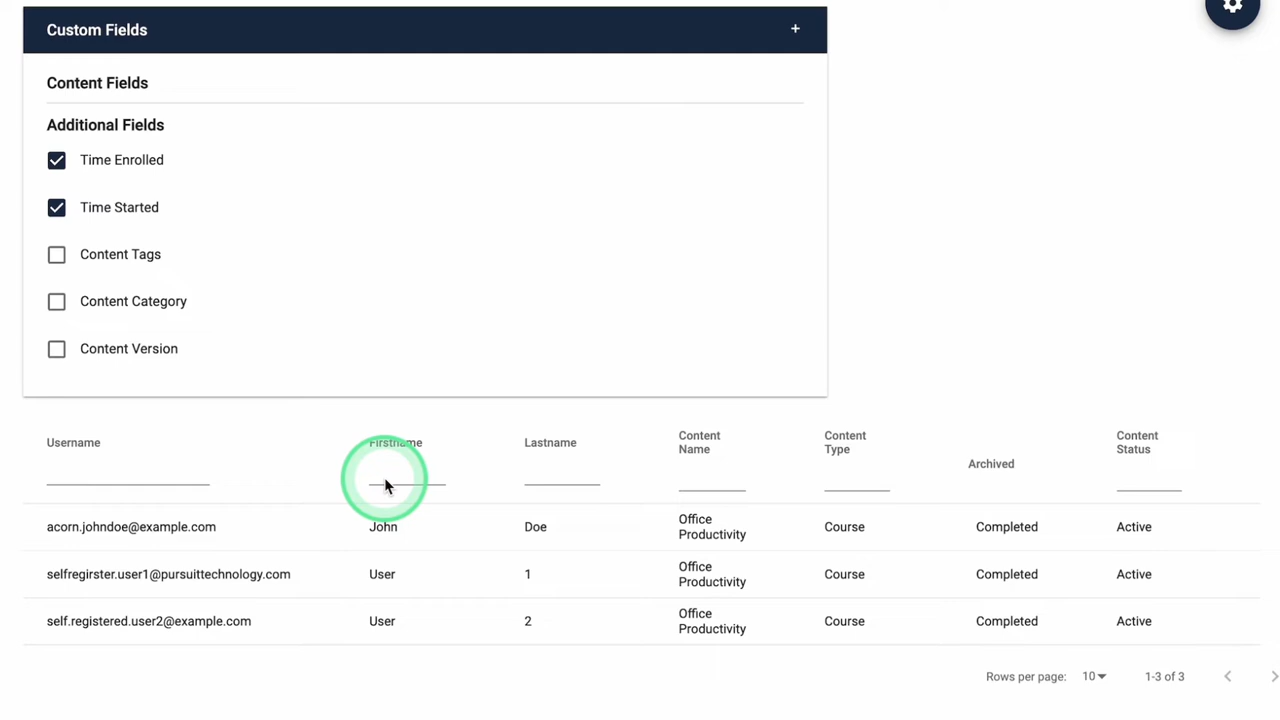 Custom Fields
+
Content Fields
Additional Fields
Time Enrolled
Time Started
Content Tags
Content Category
Content Version
Username Firstname Lastname Content Name Content Type Archived Content Status
acorn.johndoe@example.com John Doe Office Productivity Course Completed Active
selfregirster.user1@pursuittechnology.com User 1 Office Productivity Course Completed Active
self.registered.user2@example.com User 2 Office Productivity Course Completed Active
Rows per page: 10 1-3 of 3